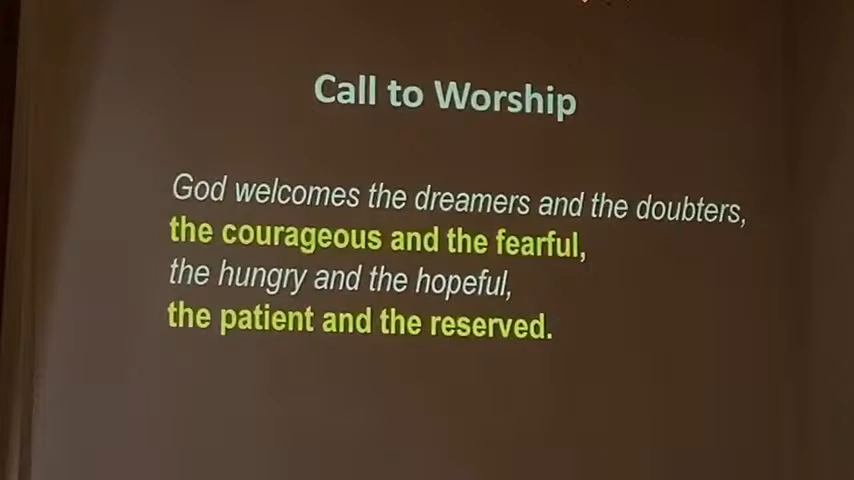 Call to Worship
God welcomes the dreamers and the doubters,
the courageous and the fearful,
the hungry and the hopeful,
the patient and the reserved.